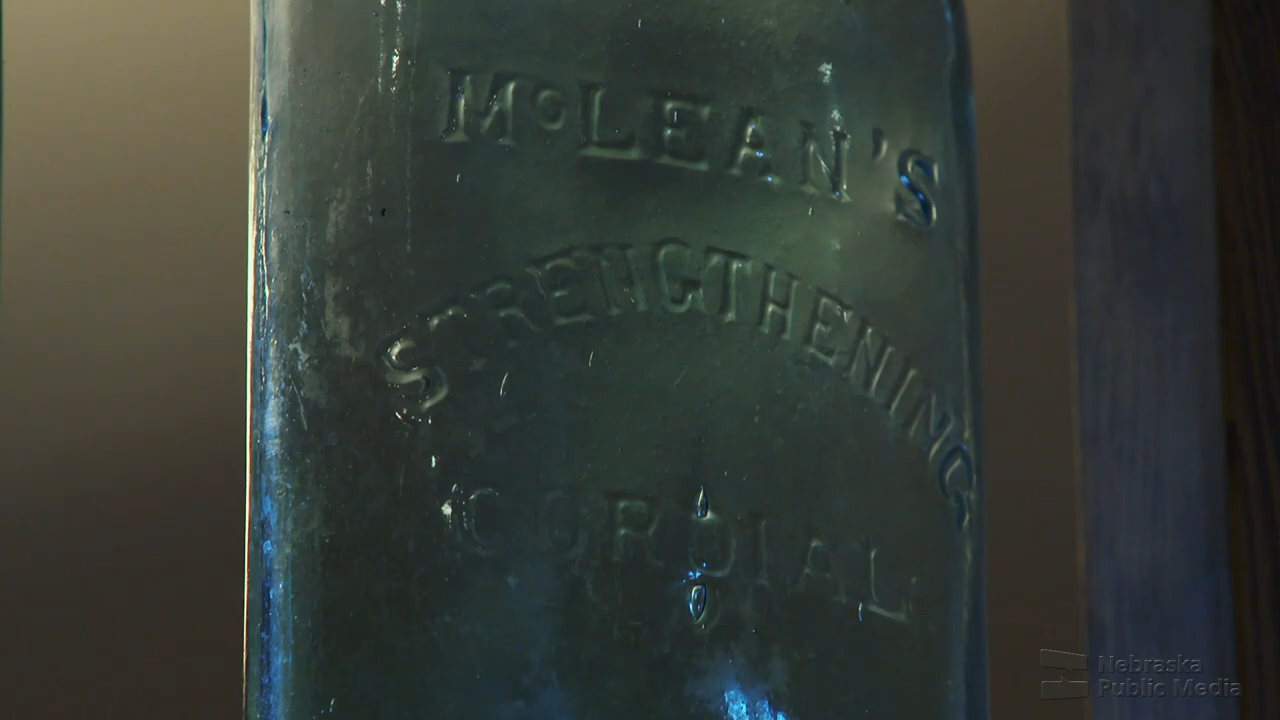 McLEAN'S
STRENGTHENING
CORDIAL
Nebraska
Public Media